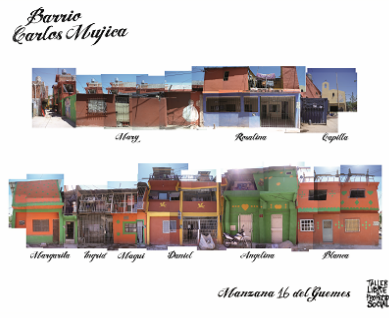 Barrio
Carlos Mujica
Mary Rosalina Capilla
Margarita Ingrid Magui Daniel Angelina Blanca
Manzana 16 del Guemes
TALLER
LIBRE
PROYECTO
SOCIAL